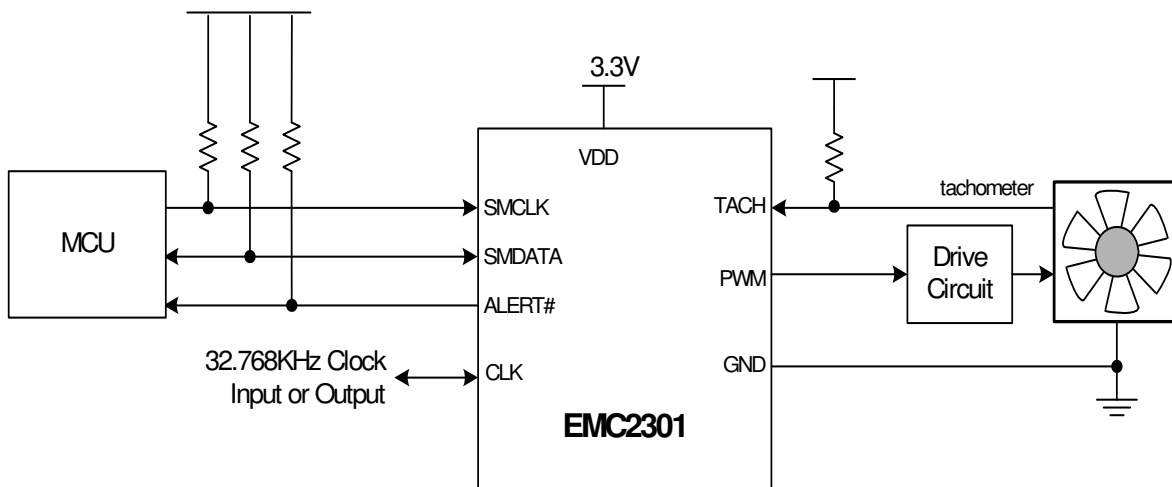 3.3V
VDD
tachometer
MCU
SMCLK
TACH
SMDATA
PWM
Drive
Circuit
ALERT#
GND
32.768KHz Clock
Input or Output
CLK
EMC2301